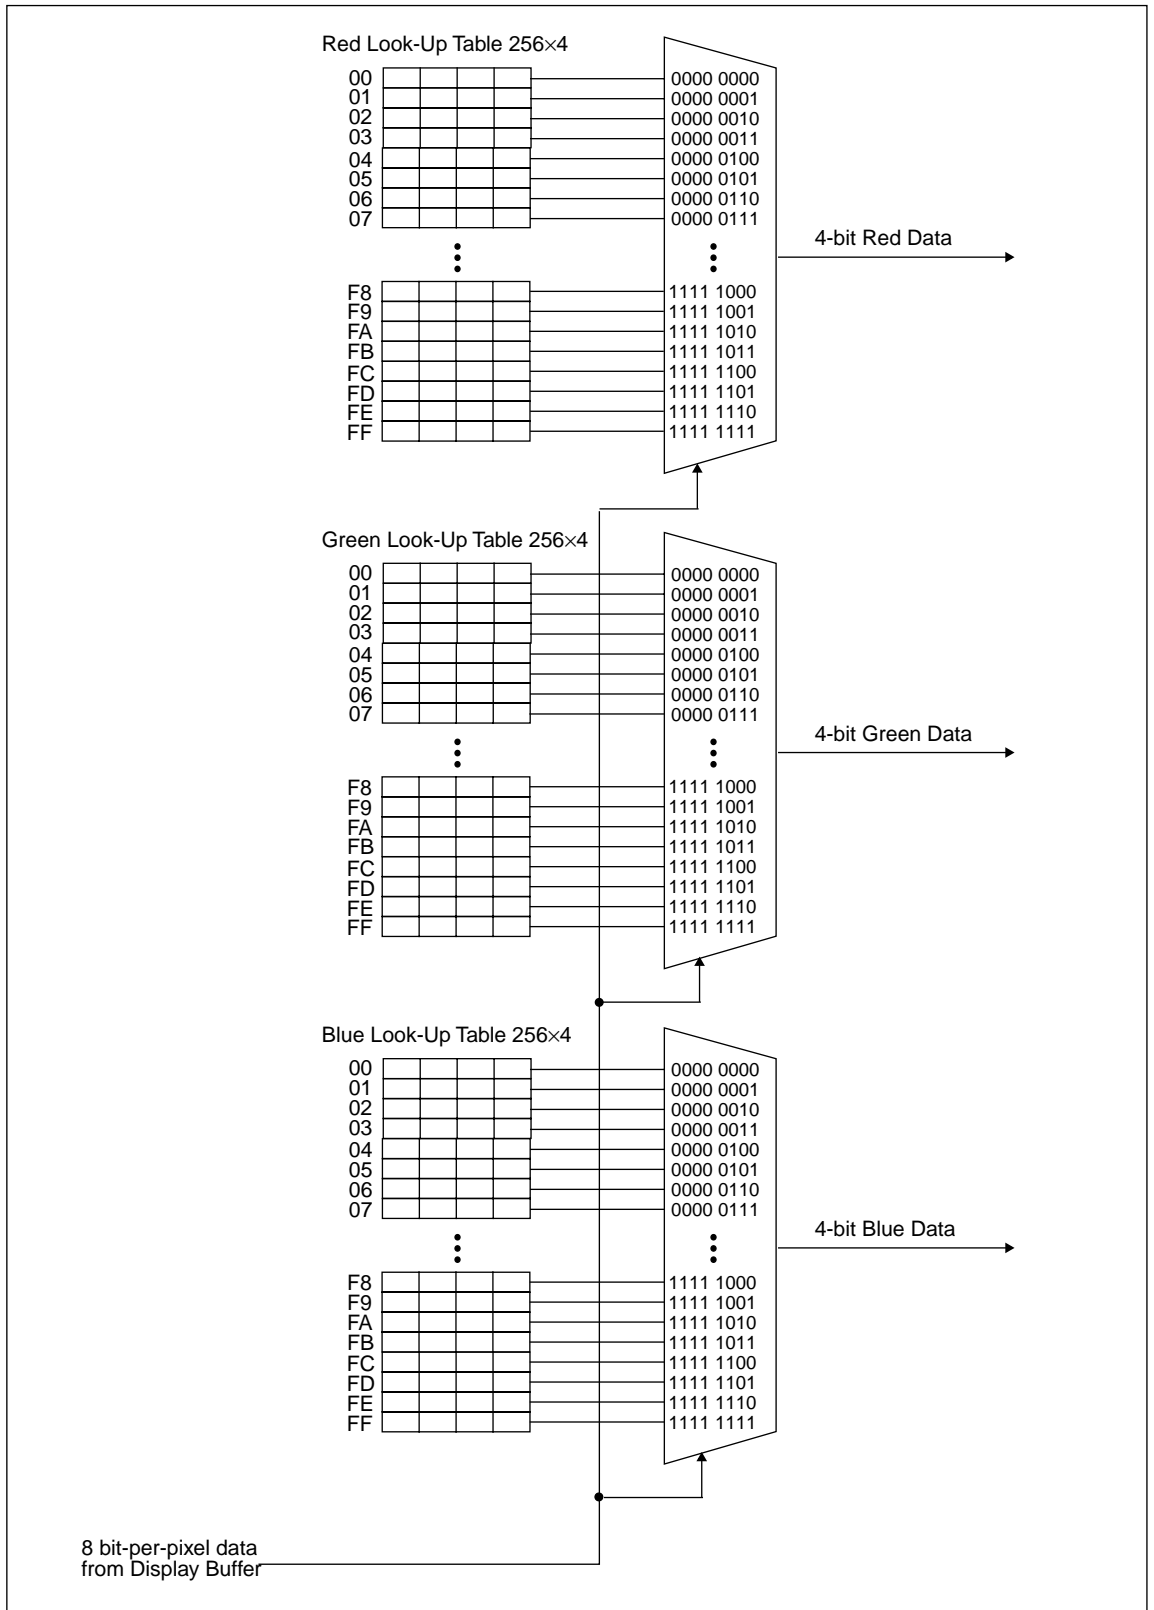 Red Look-Up Table 256×4
00 0000 0000
01 0000 0001
02 0000 0010
03 0000 0011
04 0000 0100
05 0000 0101
06 0000 0110
07 0000 0111
4-bit Red Data
F8 1111 1000
F9 1111 1001
FA 1111 1010
FB 1111 1011
FC 1111 1100
FD 1111 1101
FE 1111 1110
FF 1111 1111
Green Look-Up Table 256×4
00 0000 0000
01 0000 0001
02 0000 0010
03 0000 0011
04 0000 0100
05 0000 0101
06 0000 0110
07 0000 0111
4-bit Green Data
F8 1111 1000
F9 1111 1001
FA 1111 1010
FB 1111 1011
FC 1111 1100
FD 1111 1101
FE 1111 1110
FF 1111 1111
Blue Look-Up Table 256×4
00 0000 0000
01 0000 0001
02 0000 0010
03 0000 0011
04 0000 0100
05 0000 0101
06 0000 0110
07 0000 0111
4-bit Blue Data
F8 1111 1000
F9 1111 1001
FA 1111 1010
FB 1111 1011
FC 1111 1100
FD 1111 1101
FE 1111 1110
FF 1111 1111
8 bit-per-pixel data
from Display Buffer